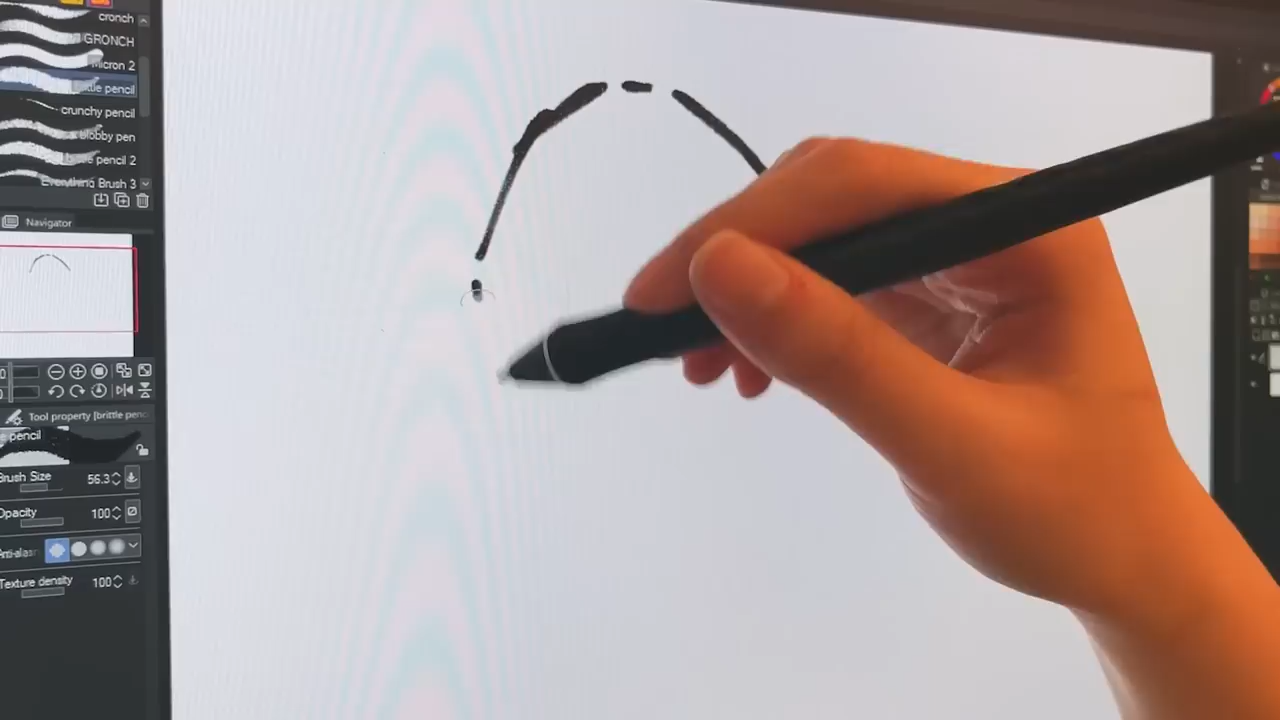 cronch
GRONCH
Micron 2
pencil
crunchy pencil
blobby pen
pencil 2
Everything Brush 3
Navigator
Tool property [brittle penc
pencil
Brush Size 56.3
Opacity 100
Anti-alias
Texture density 100